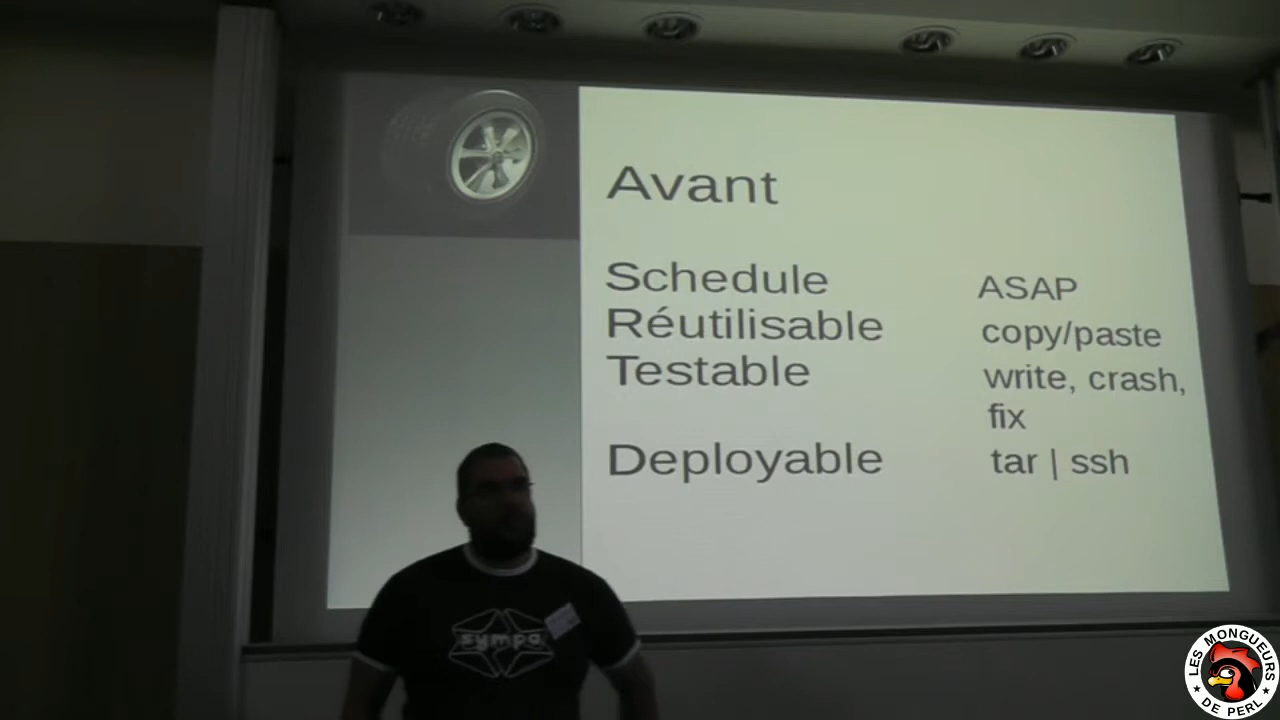 Avant
Schedule ASAP
Réutilisable copy/paste
Testable write, crash,
fix
Deployable tar | ssh
sympa
LES MONGUEURS
DE PERL